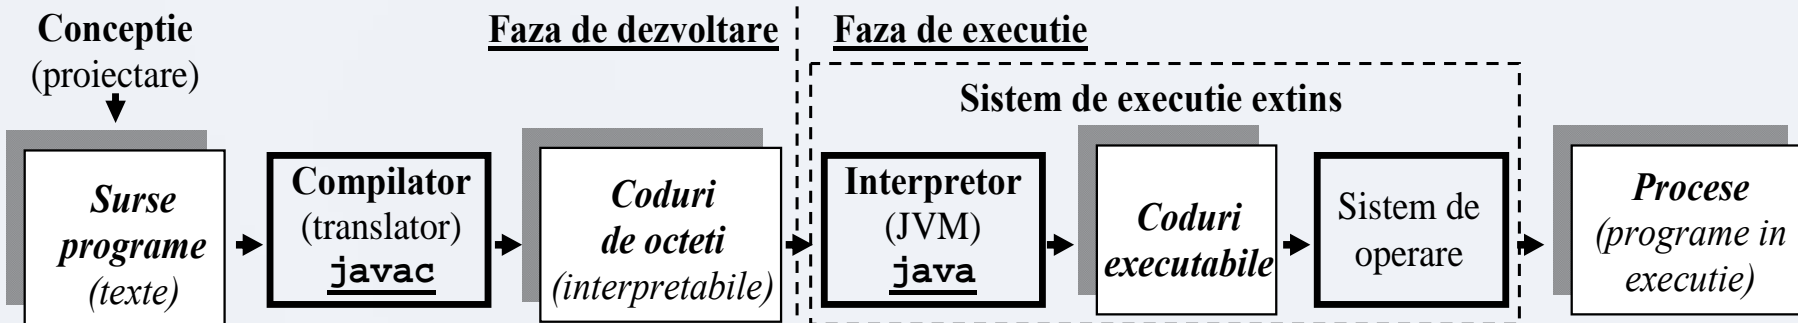 Conceptie
(proiectare)
Faza de dezvoltare
Faza de executie
Sistem de executie extins
Surse
programe
(texte)
Compilator
(translator)
javac
Coduri
de octeti
(interpretabile)
Interpretor
(JVM)
java
Coduri
executabile
Sistem de
operare
Procese
(programe in
executie)